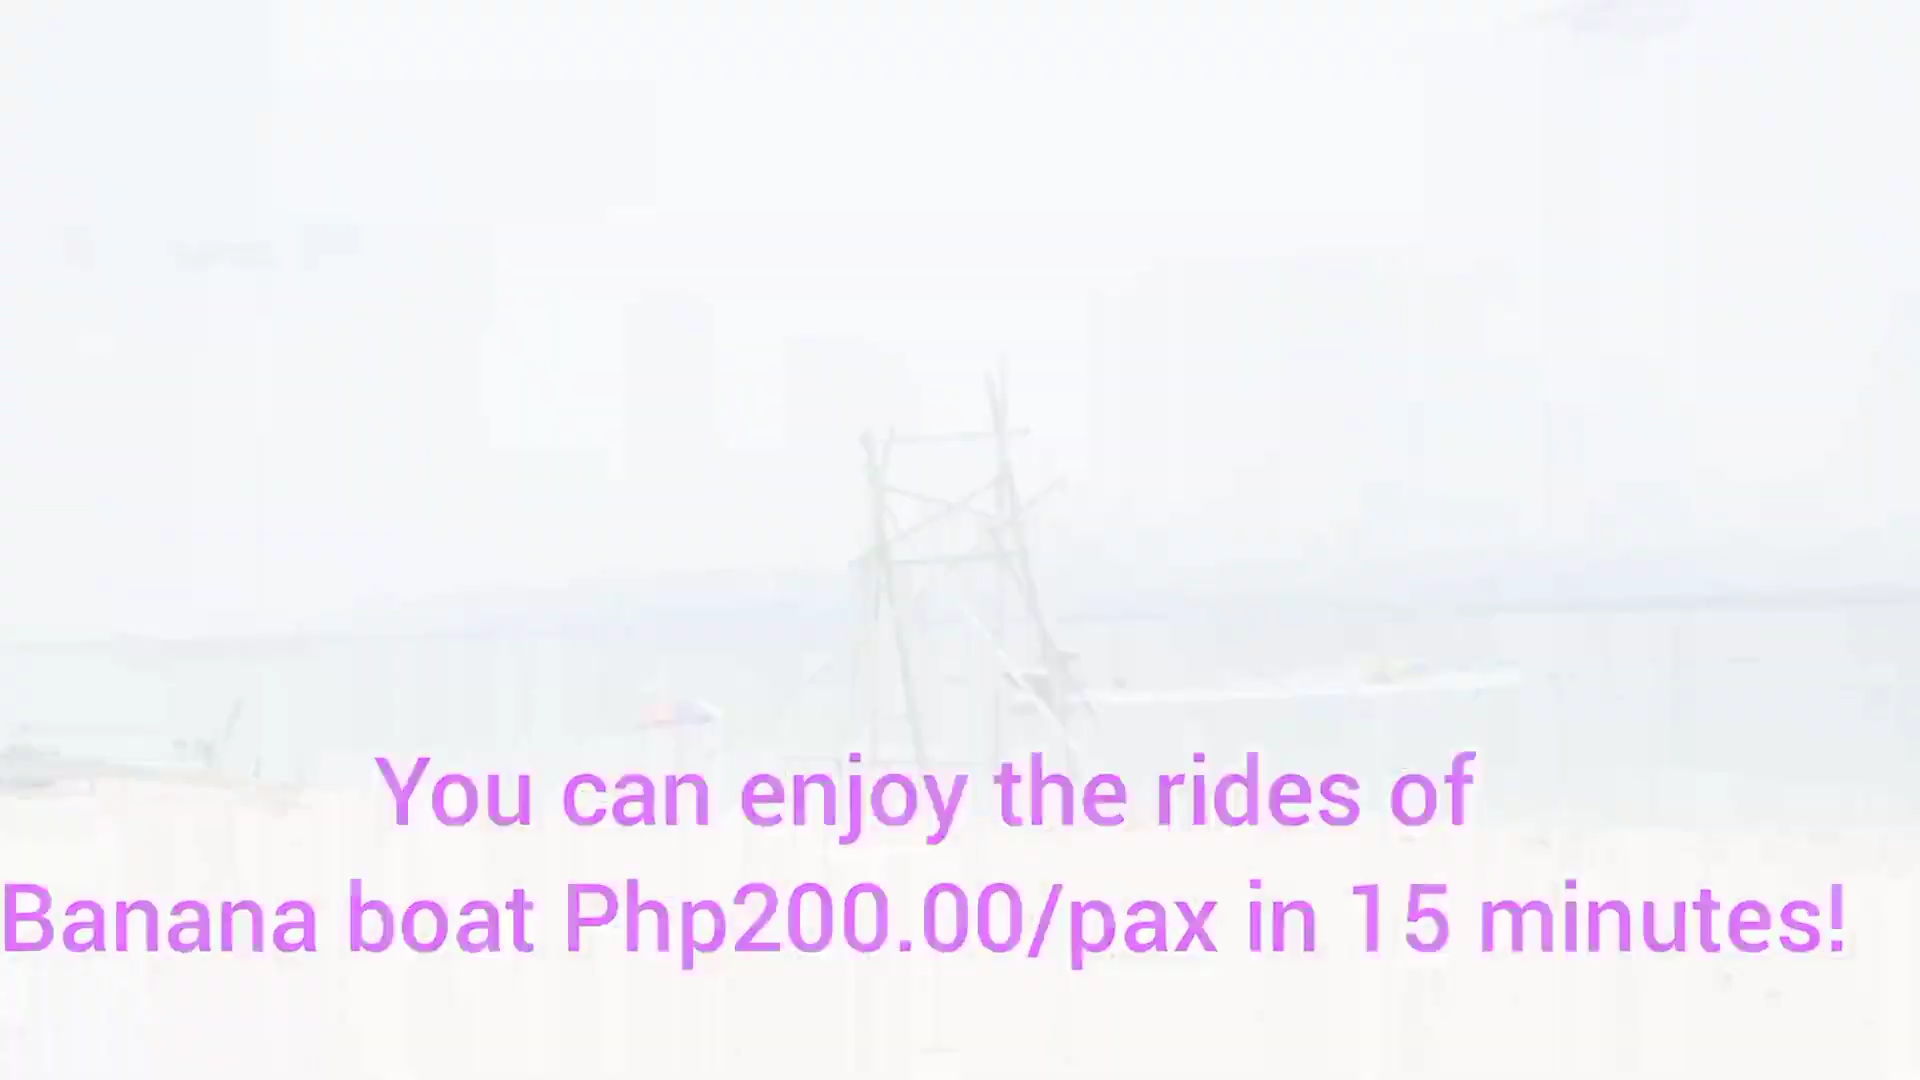 You can enjoy the rides of
Banana boat Php200.00/pax in 15 minutes!